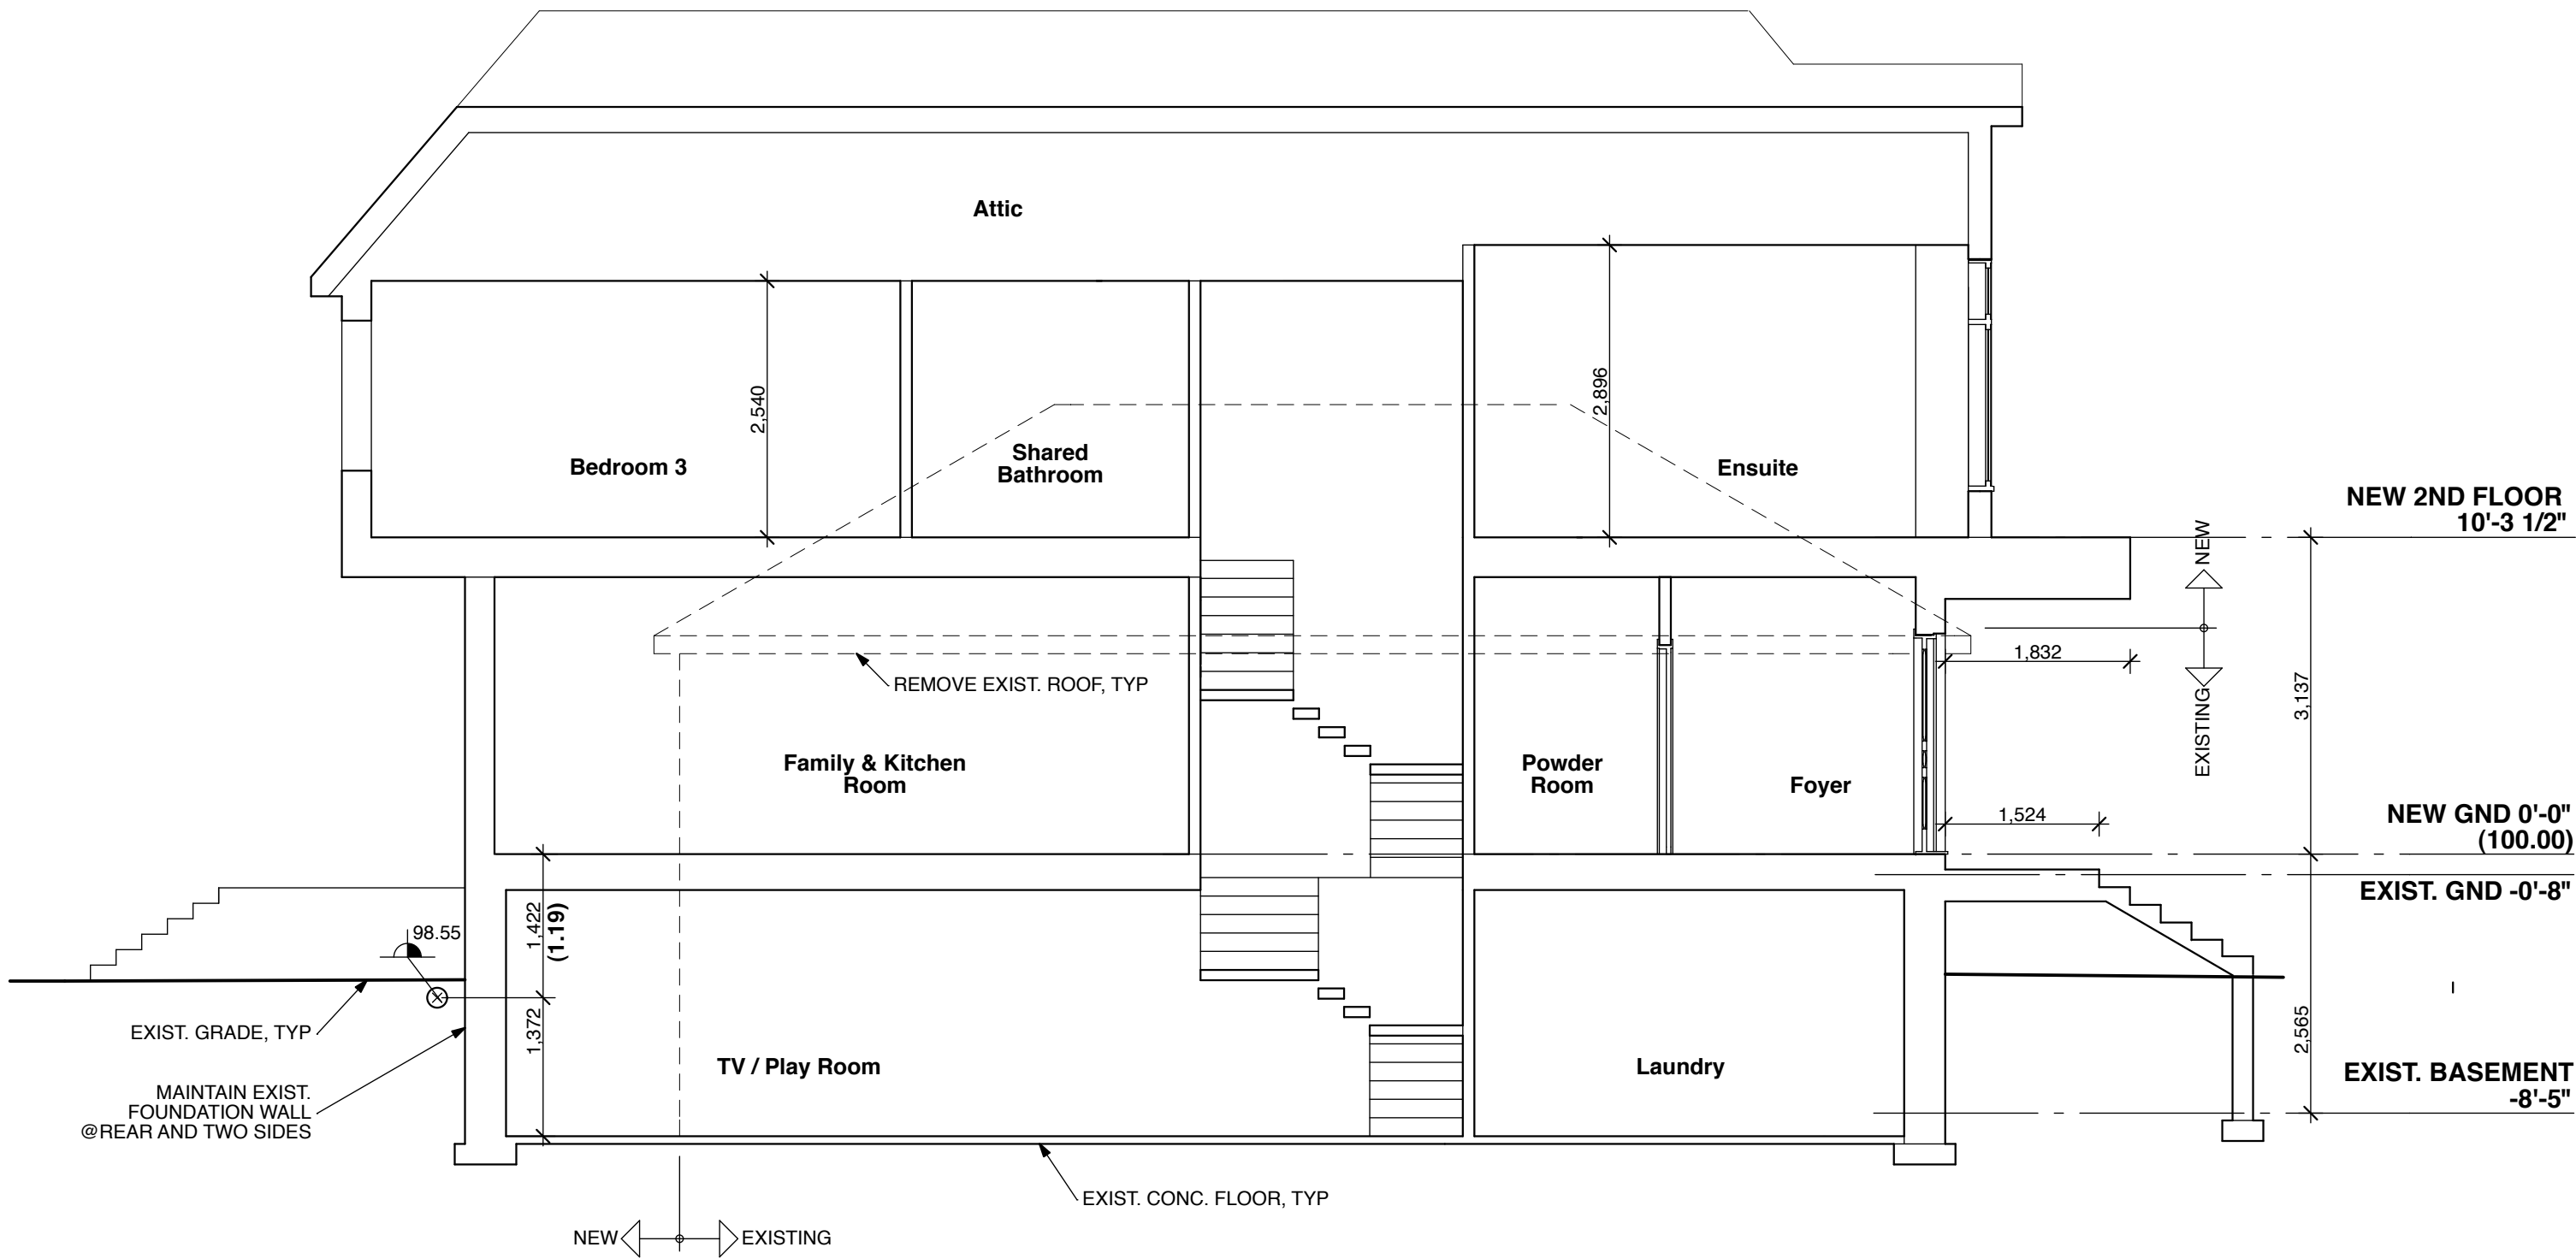 Attic
2,540
2,896
Bedroom 3
Shared
Bathroom
Ensuite
NEW 2ND FLOOR
10'-3 1/2"
NEW
EXISTING
1,832
3,137
REMOVE EXIST. ROOF, TYP
Family & Kitchen
Room
Powder
Room
Foyer
1,524
NEW GND 0'-0"
(100.00)
EXIST. GND -0'-8"
98.55
1,422
(1.19)
1,372
EXIST. GRADE, TYP
MAINTAIN EXIST.
FOUNDATION WALL
@REAR AND TWO SIDES
TV / Play Room
Laundry
2,565
EXIST. BASEMENT
-8'-5"
EXIST. CONC. FLOOR, TYP
NEW
EXISTING